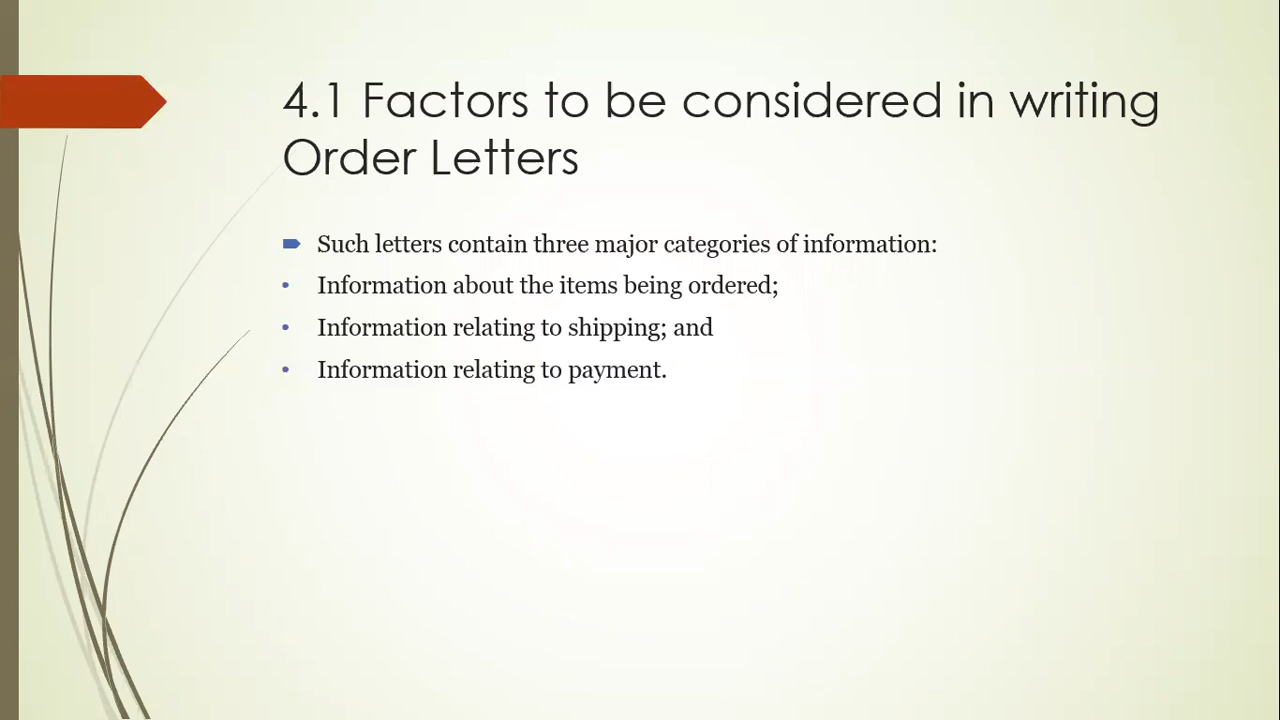 4.1 Factors to be considered in writing
Order Letters
Such letters contain three major categories of information:
Information about the items being ordered;
Information relating to shipping; and
Information relating to payment.